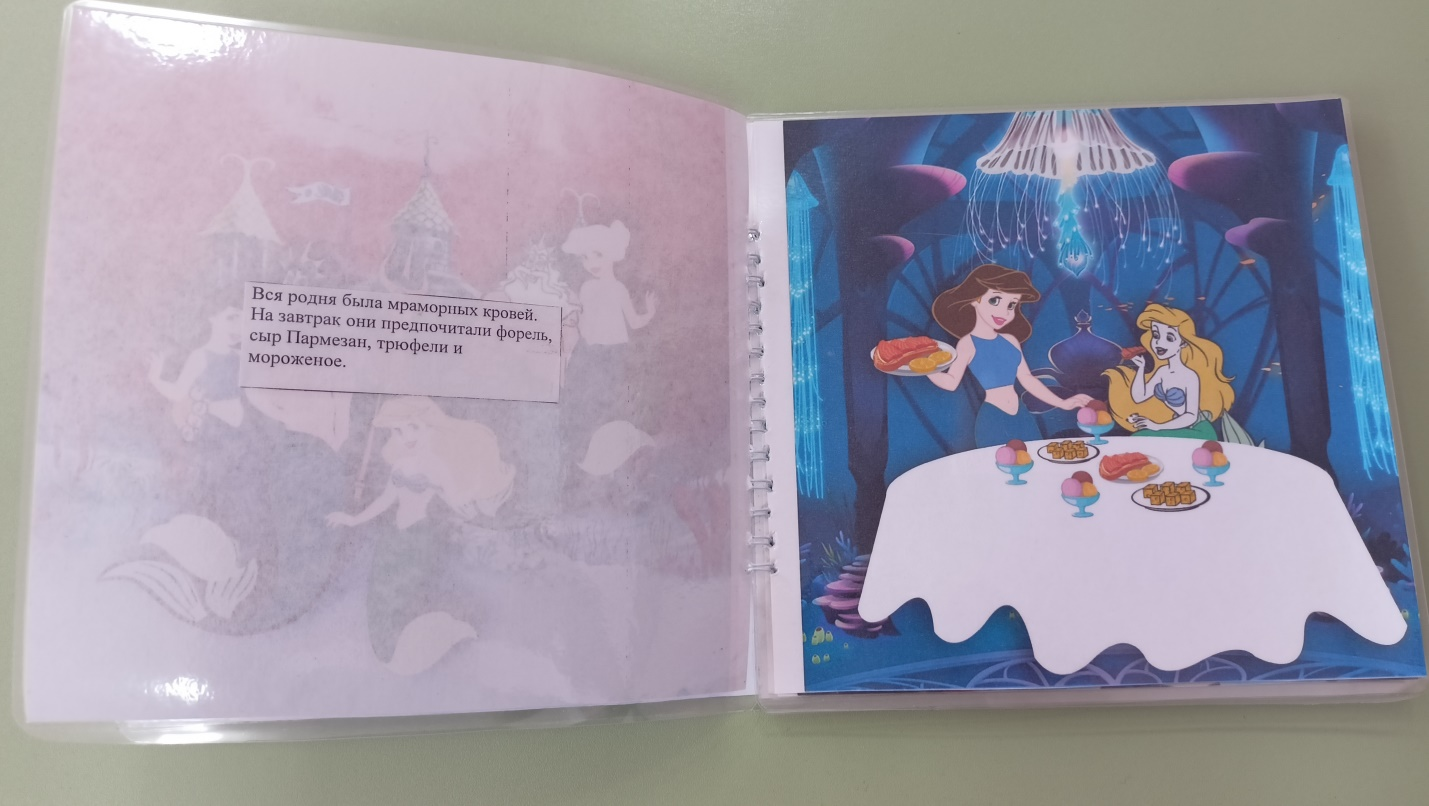 Вся родня была мраморных кровей.
На завтрак они предпочитали форель,
сыр Пармезан, трюфели и
мороженое.